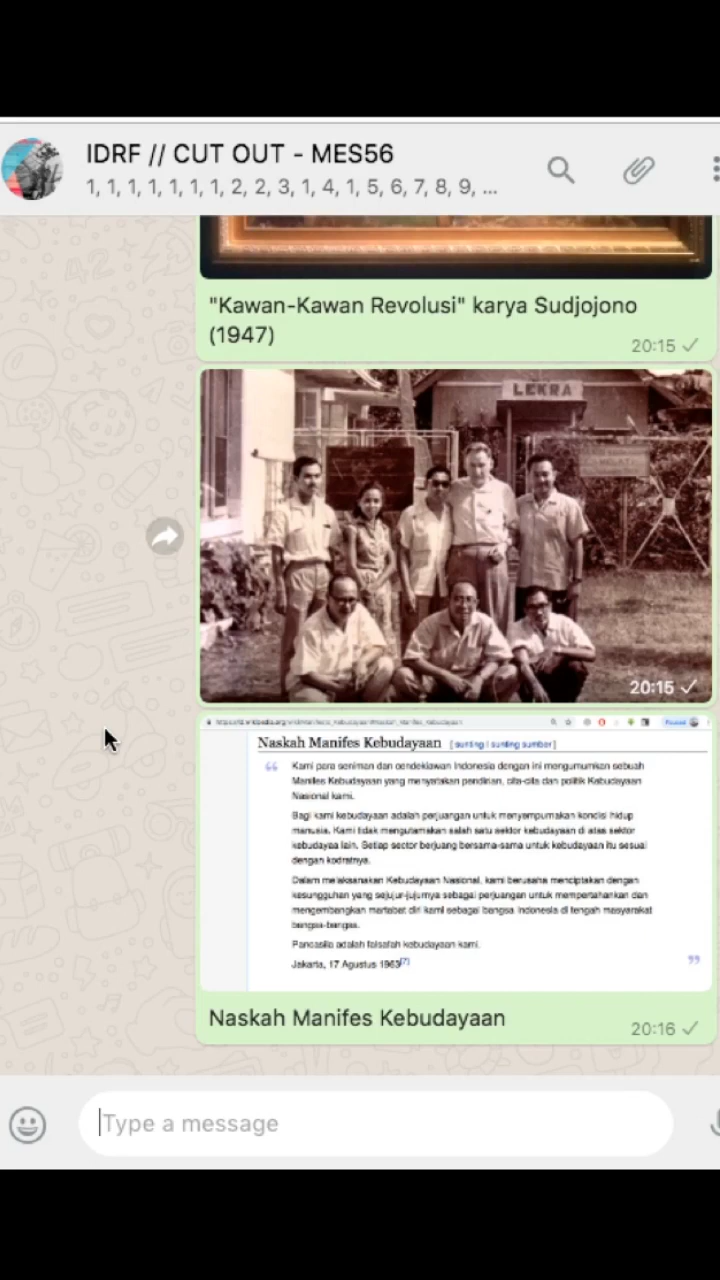 IDRF // CUT OUT - MES56
1, 1, 1, 1, 1, 1, 1, 2, 2, 3, 1, 4, 1, 5, 6, 7, 8, 9, ...
"Kawan-Kawan Revolusi" karya Sudjojono
(1947)
20:15
LEKRA
20:15
Naskah Manifes Kebudayaan [ sunting | sunting sumber ]
Kami para seniman dan cendekiawan Indonesia dengan ini mengumumkan sebuah
Manifes Kebudayaan yang menyatakan pendirian, cita-cita dan politik Kebudayaan
Nasional kami.
Bagi kami kebudayaan adalah perjuangan untuk menyempurnakan kondisi hidup
manusia. Kami tidak mengutamakan salah satu sektor kebudayaan di atas sektor
kebudayaa lain. Setiap sector berjuang bersama-sama untuk kebudayaan itu sesuai
dengan kodratnya.
Dalam melaksanakan Kebudayaan Nasional, kami berusaha menciptakan dengan
kesungguhan yang sejujur-jujurnya sebagai perjuangan untuk mempertahankan dan
mengembangkan martabat diri kami sebagai bangsa Indonesia di tengah masyarakat
bangsa-bangsa.
Pancasila adalah falsafah kebudayaan kami.
Jakarta, 17 Agustus 1963[7]
Naskah Manifes Kebudayaan
20:16
Type a message